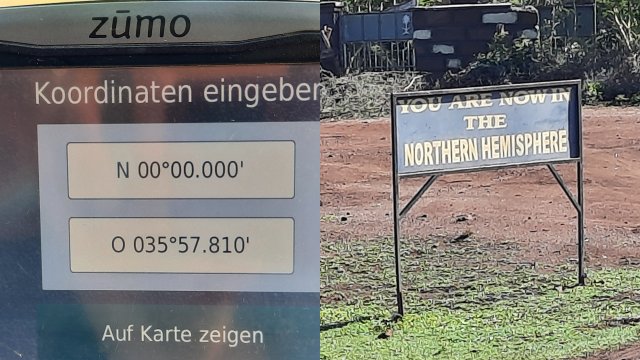 zūmo
Koordinaten eingeben
N 00°00.000'
O 035°57.810'
Auf Karte zeigen
YOU ARE NOW IN
THE
NORTHERN HEMISPHERE